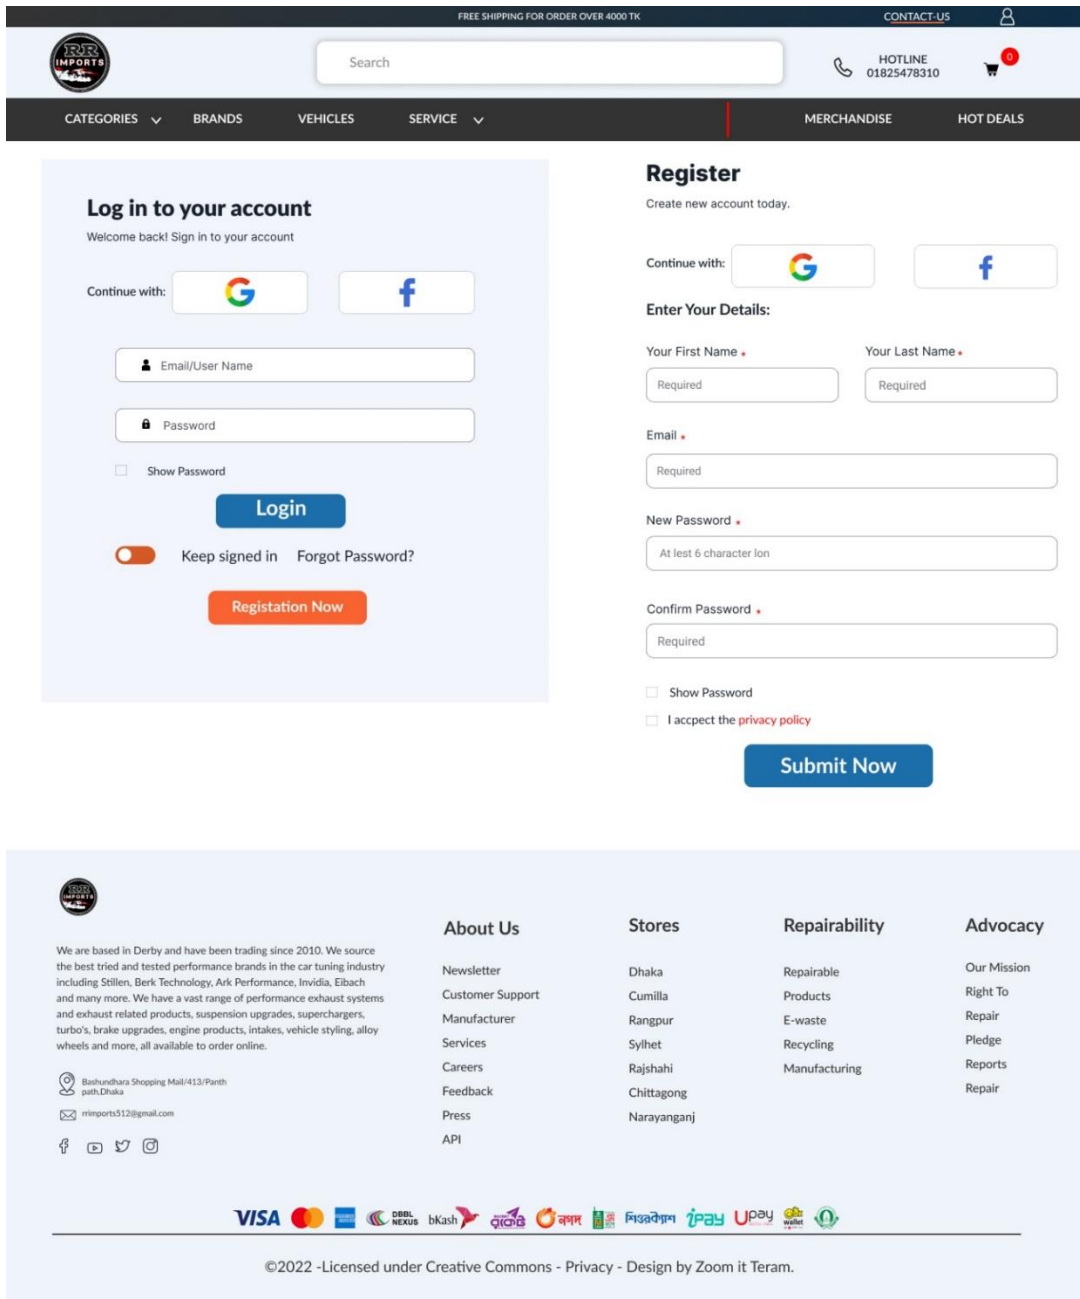 FREE SHIPPING FOR ORDER OVER 4000 TK
CONTACT-US
RR
IMPORTS
Search
HOTLINE
01825478310
0
CATEGORIES
BRANDS
VEHICLES
SERVICE
MERCHANDISE
HOT DEALS
Log in to your account
Welcome back! Sign in to your account
Continue with:
Email/User Name
Password
Show Password
Login
Keep signed in
Forgot Password?
Registation Now
Register
Create new account today.
Continue with:
Enter Your Details:
Your First Name *
Your Last Name *
Required
Required
Email *
Required
New Password *
At lest 6 character lon
Confirm Password *
Required
Show Password
I accpect the privacy policy
Submit Now
RR
IMPORTS
We are based in Derby and have been trading since 2010. We source
the best tried and tested performance brands in the car tuning industry
including Stillen, Berk Technology, Ark Performance, Invidia, Eibach
and many more. We have a vast range of performance exhaust systems
and exhaust related products, suspension upgrades, superchargers,
turbo's, brake upgrades, engine products, intakes, vehicle styling, alloy
wheels and more, all available to order online.
Bashundhara Shopping Mall/413/Panth
path.Dhaka
rrimports512@gmail.com
About Us
Newsletter
Customer Support
Manufacturer
Services
Careers
Feedback
Press
API
Stores
Dhaka
Cumilla
Rangpur
Sylhet
Rajshahi
Chittagong
Narayanganj
Repairability
Repairable
Products
E-waste
Recycling
Manufacturing
Advocacy
Our Mission
Right To
Repair
Pledge
Reports
Repair
VISA
DBBL
NEXUS
bKash
রকেট
নগদ
শিওরক্যাশ
ipay
Upay
wallet
©2022 -Licensed under Creative Commons - Privacy - Design by Zoom it Teram.